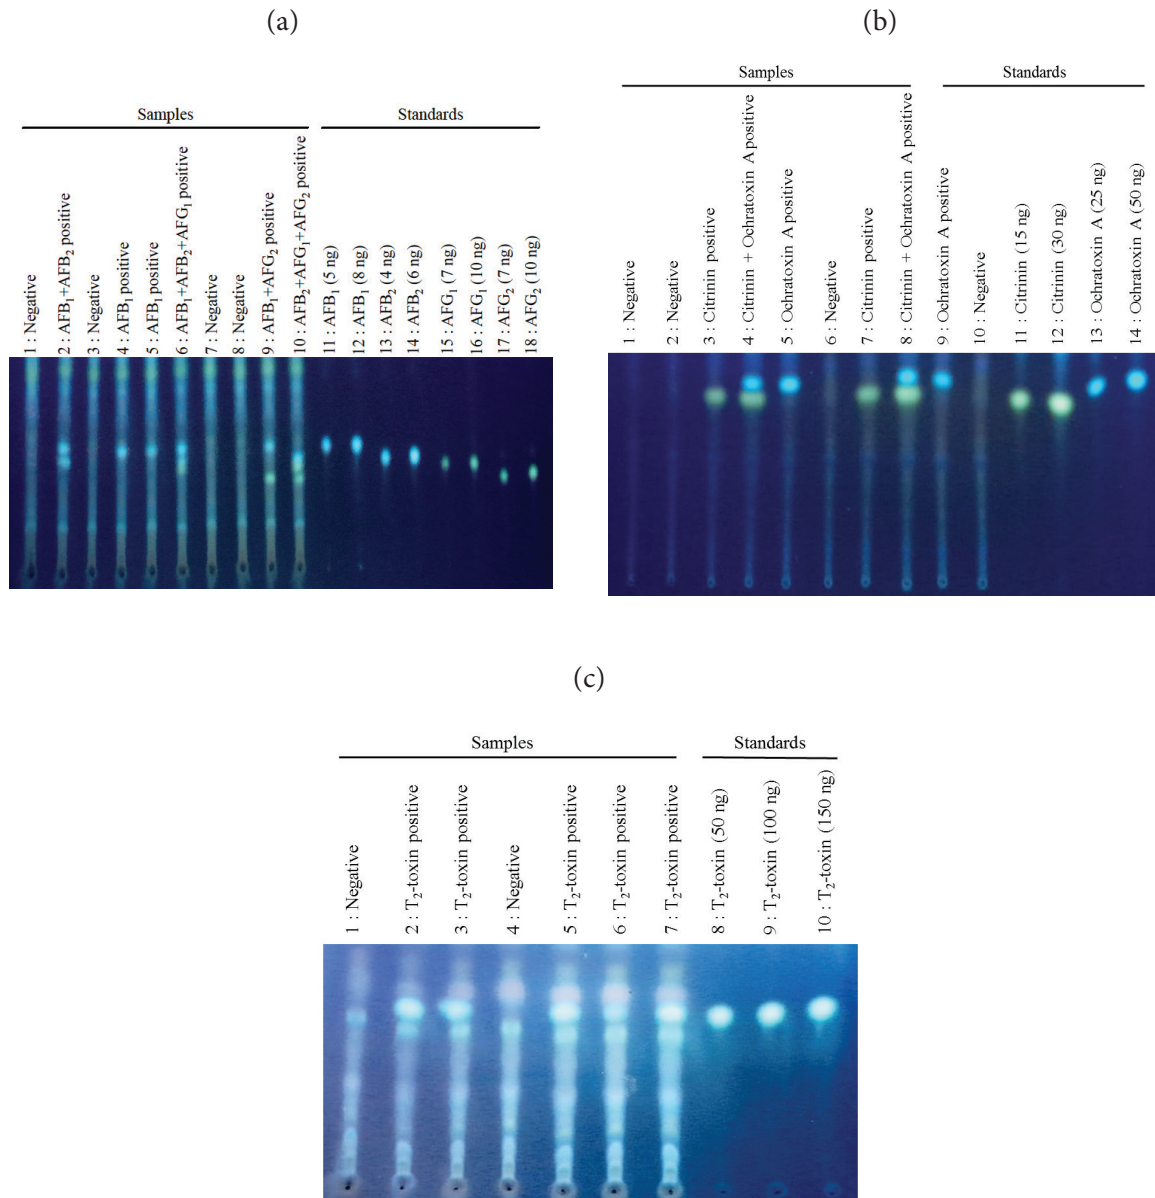 (a)
Samples
Standards
1 : Negative
2 : AFB₁+AFB₂ positive
3 : Negative
4 : AFB₁ positive
5 : AFB₁ positive
6 : AFB₁+AFB₂+AFG₁ positive
7 : Negative
8 : Negative
9 : AFB₁+AFG₂ positive
10 : AFB₂+AFG₁+AFG₂ positive
11 : AFB₁ (5 ng)
12 : AFB₁ (8 ng)
13 : AFB₂ (4 ng)
14 : AFB₂ (6 ng)
15 : AFG₁ (7 ng)
16 : AFG₁ (10 ng)
17 : AFG₂ (7 ng)
18 : AFG₂ (10 ng)
(b)
Samples
Standards
1 : Negative
2 : Negative
3 : Citrinin positive
4 : Citrinin + Ochratoxin A positive
5 : Ochratoxin A positive
6 : Negative
7 : Citrinin positive
8 : Citrinin + Ochratoxin A positive
9 : Ochratoxin A positive
10 : Negative
11 : Citrinin (15 ng)
12 : Citrinin (30 ng)
13 : Ochratoxin A (25 ng)
14 : Ochratoxin A (50 ng)
(c)
Samples
Standards
1 : Negative
2 : T₂-toxin positive
3 : T₂-toxin positive
4 : Negative
5 : T₂-toxin positive
6 : T₂-toxin positive
7 : T₂-toxin positive
8 : T₂-toxin (50 ng)
9 : T₂-toxin (100 ng)
10 : T₂-toxin (150 ng)